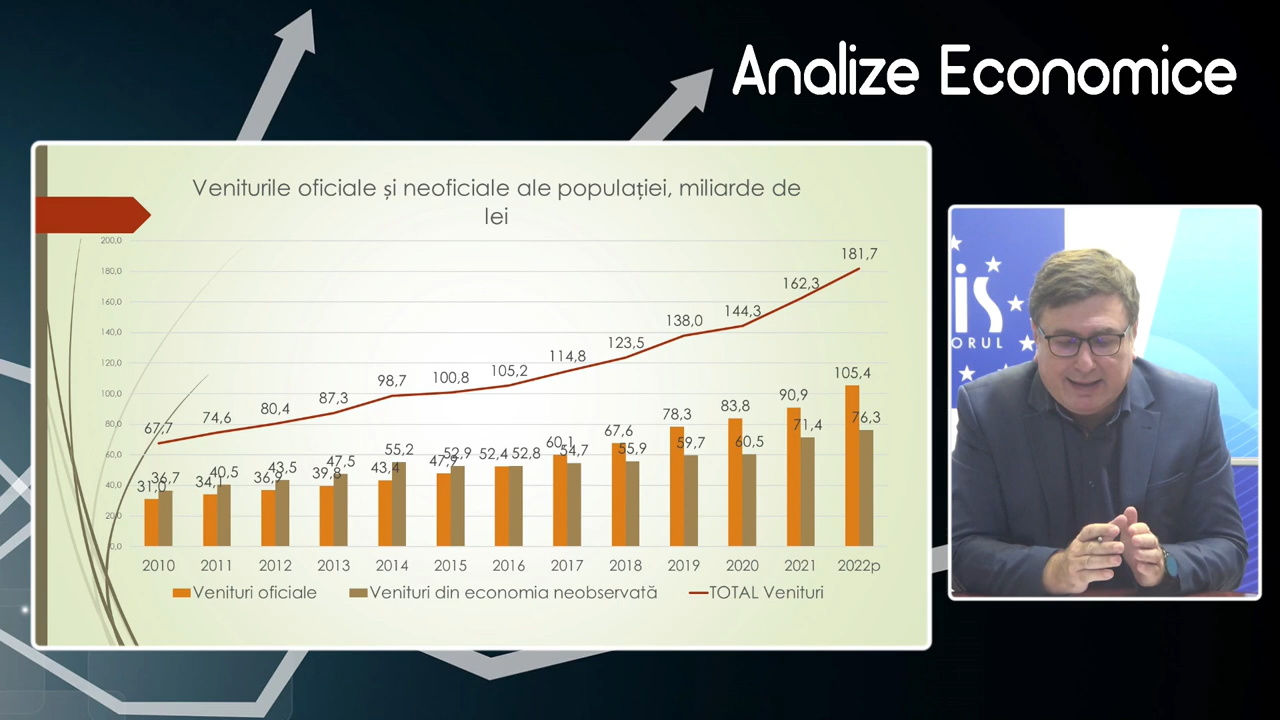 Analize Economice
Veniturile oficiale și neoficiale ale populației, miliarde de
lei
200,0
180,0
160,0
140,0
120,0
100,0
80,0
60,0
40,0
20,0
0,0
67,7 74,6 80,4 87,3 98,7 100,8 105,2 114,8 123,5 138,0 144,3 162,3 181,7
31,0 34,1 36,9 39,8 43,4 47,9 52,4 60,1 67,6 78,3 83,8 90,9 105,4
36,7 40,5 43,5 47,5 55,2 52,9 52,8 54,7 55,9 59,7 60,5 71,4 76,3
2010 2011 2012 2013 2014 2015 2016 2017 2018 2019 2020 2021 2022p
Venituri oficiale Venituri din economia neobservată TOTAL Venituri
is
ORUL